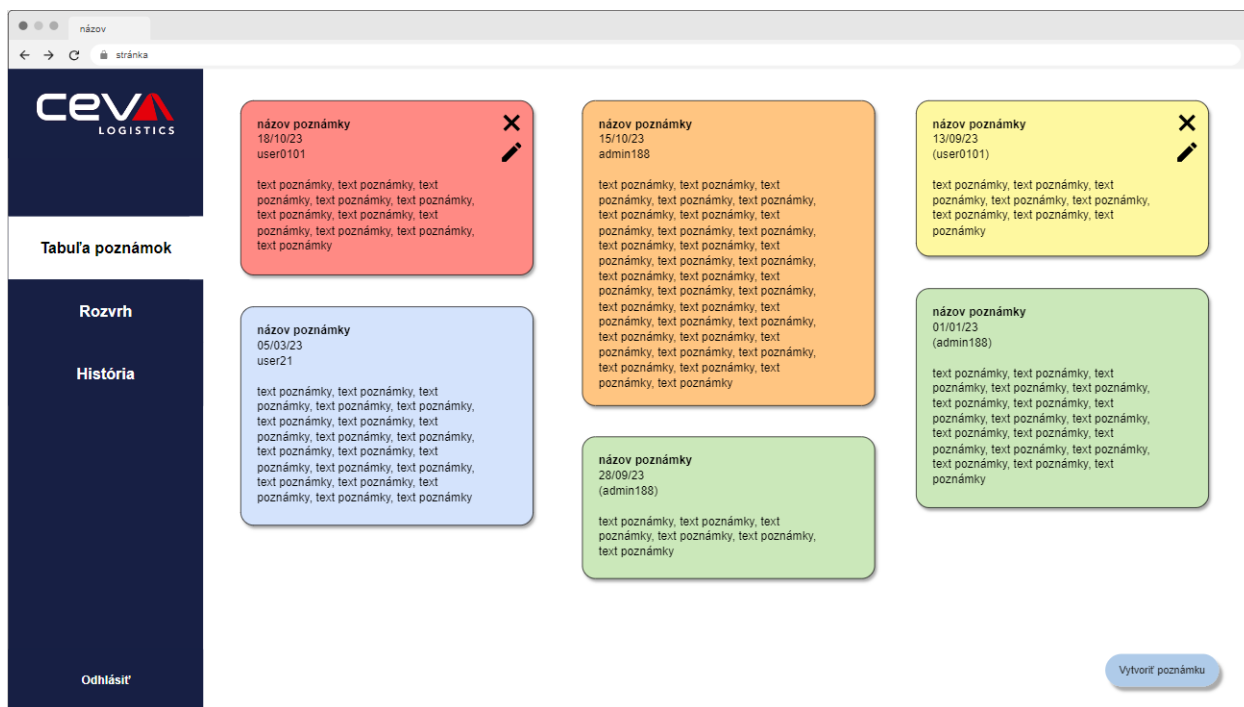 názov
stránka
CEVA
LOGISTICS
Tabuľa poznámok
Rozvrh
História
Odhlásiť
názov poznámky
18/10/23
user0101
text poznámky, text poznámky, text
poznámky, text poznámky, text poznámky,
text poznámky, text poznámky, text
poznámky, text poznámky, text poznámky,
text poznámky
názov poznámky
05/03/23
user21
text poznámky, text poznámky, text
poznámky, text poznámky, text poznámky,
text poznámky, text poznámky, text
poznámky, text poznámky, text poznámky,
text poznámky, text poznámky, text
poznámky, text poznámky, text poznámky,
text poznámky, text poznámky, text
poznámky, text poznámky, text poznámky
názov poznámky
15/10/23
admin188
text poznámky, text poznámky, text
poznámky, text poznámky, text poznámky,
text poznámky, text poznámky, text
poznámky, text poznámky, text poznámky,
text poznámky, text poznámky, text
poznámky, text poznámky, text poznámky,
text poznámky, text poznámky, text
poznámky, text poznámky, text poznámky,
text poznámky, text poznámky, text
poznámky, text poznámky, text poznámky,
text poznámky, text poznámky, text
poznámky, text poznámky, text poznámky,
text poznámky, text poznámky, text
poznámky, text poznámky
názov poznámky
28/09/23
(admin188)
text poznámky, text poznámky, text
poznámky, text poznámky, text poznámky,
text poznámky
názov poznámky
13/09/23
(user0101)
text poznámky, text poznámky, text
poznámky, text poznámky, text poznámky,
text poznámky, text poznámky, text
poznámky
názov poznámky
01/01/23
(admin188)
text poznámky, text poznámky, text
poznámky, text poznámky, text poznámky,
text poznámky, text poznámky, text
poznámky, text poznámky, text poznámky,
text poznámky, text poznámky, text
poznámky, text poznámky, text poznámky,
text poznámky, text poznámky, text
poznámky
Vytvoriť poznámku